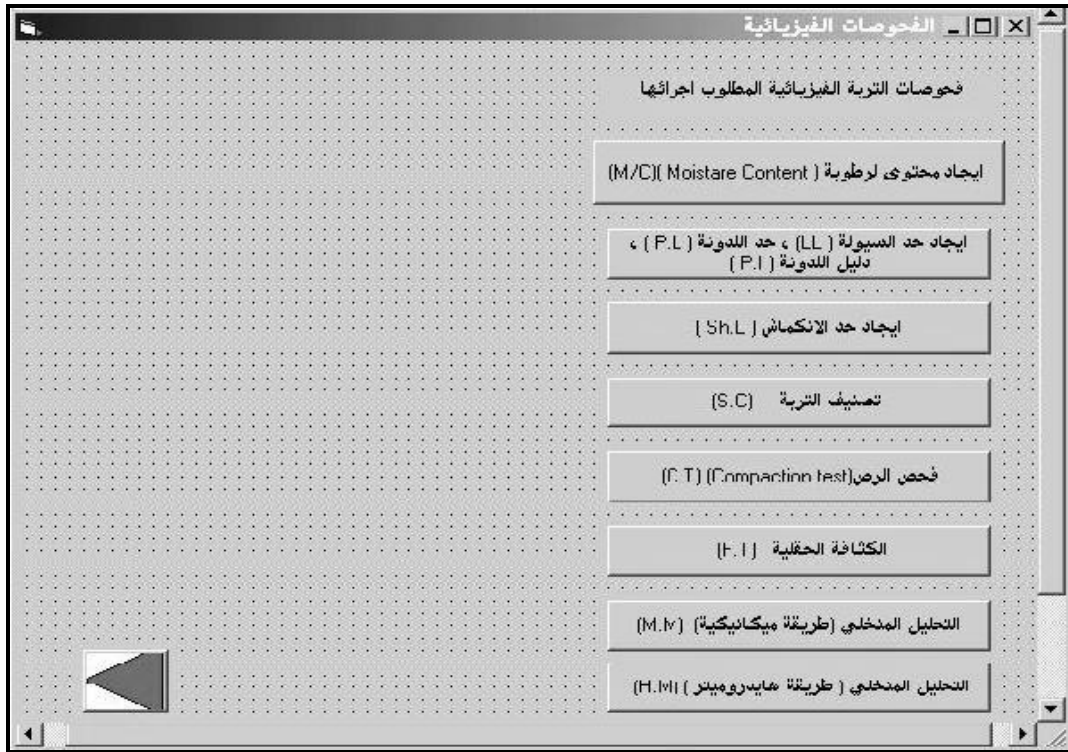 الفحوصات الفيزيائية
فحوصات التربة الفيزيائية المطلوب اجرائها
ايجاد محتوى لرطوبة ( Moistare Content )(M/C)
ايجاد حد السيولة ( LL) ، حد اللدونة ( P.L ) ،
دليل اللدونة ( P.I )
ايجاد حد الانكماش ( Sh.L )
تصنيف التربة (S.C)
فحص الرص(Compaction test) (C.T)
الكثافة الحقلية (F.T)
التحليل المنخلي (طريقة ميكانيكية) (M.M)
التحليل المنخلي ( طريقة هايدروميتر ) (H.M)